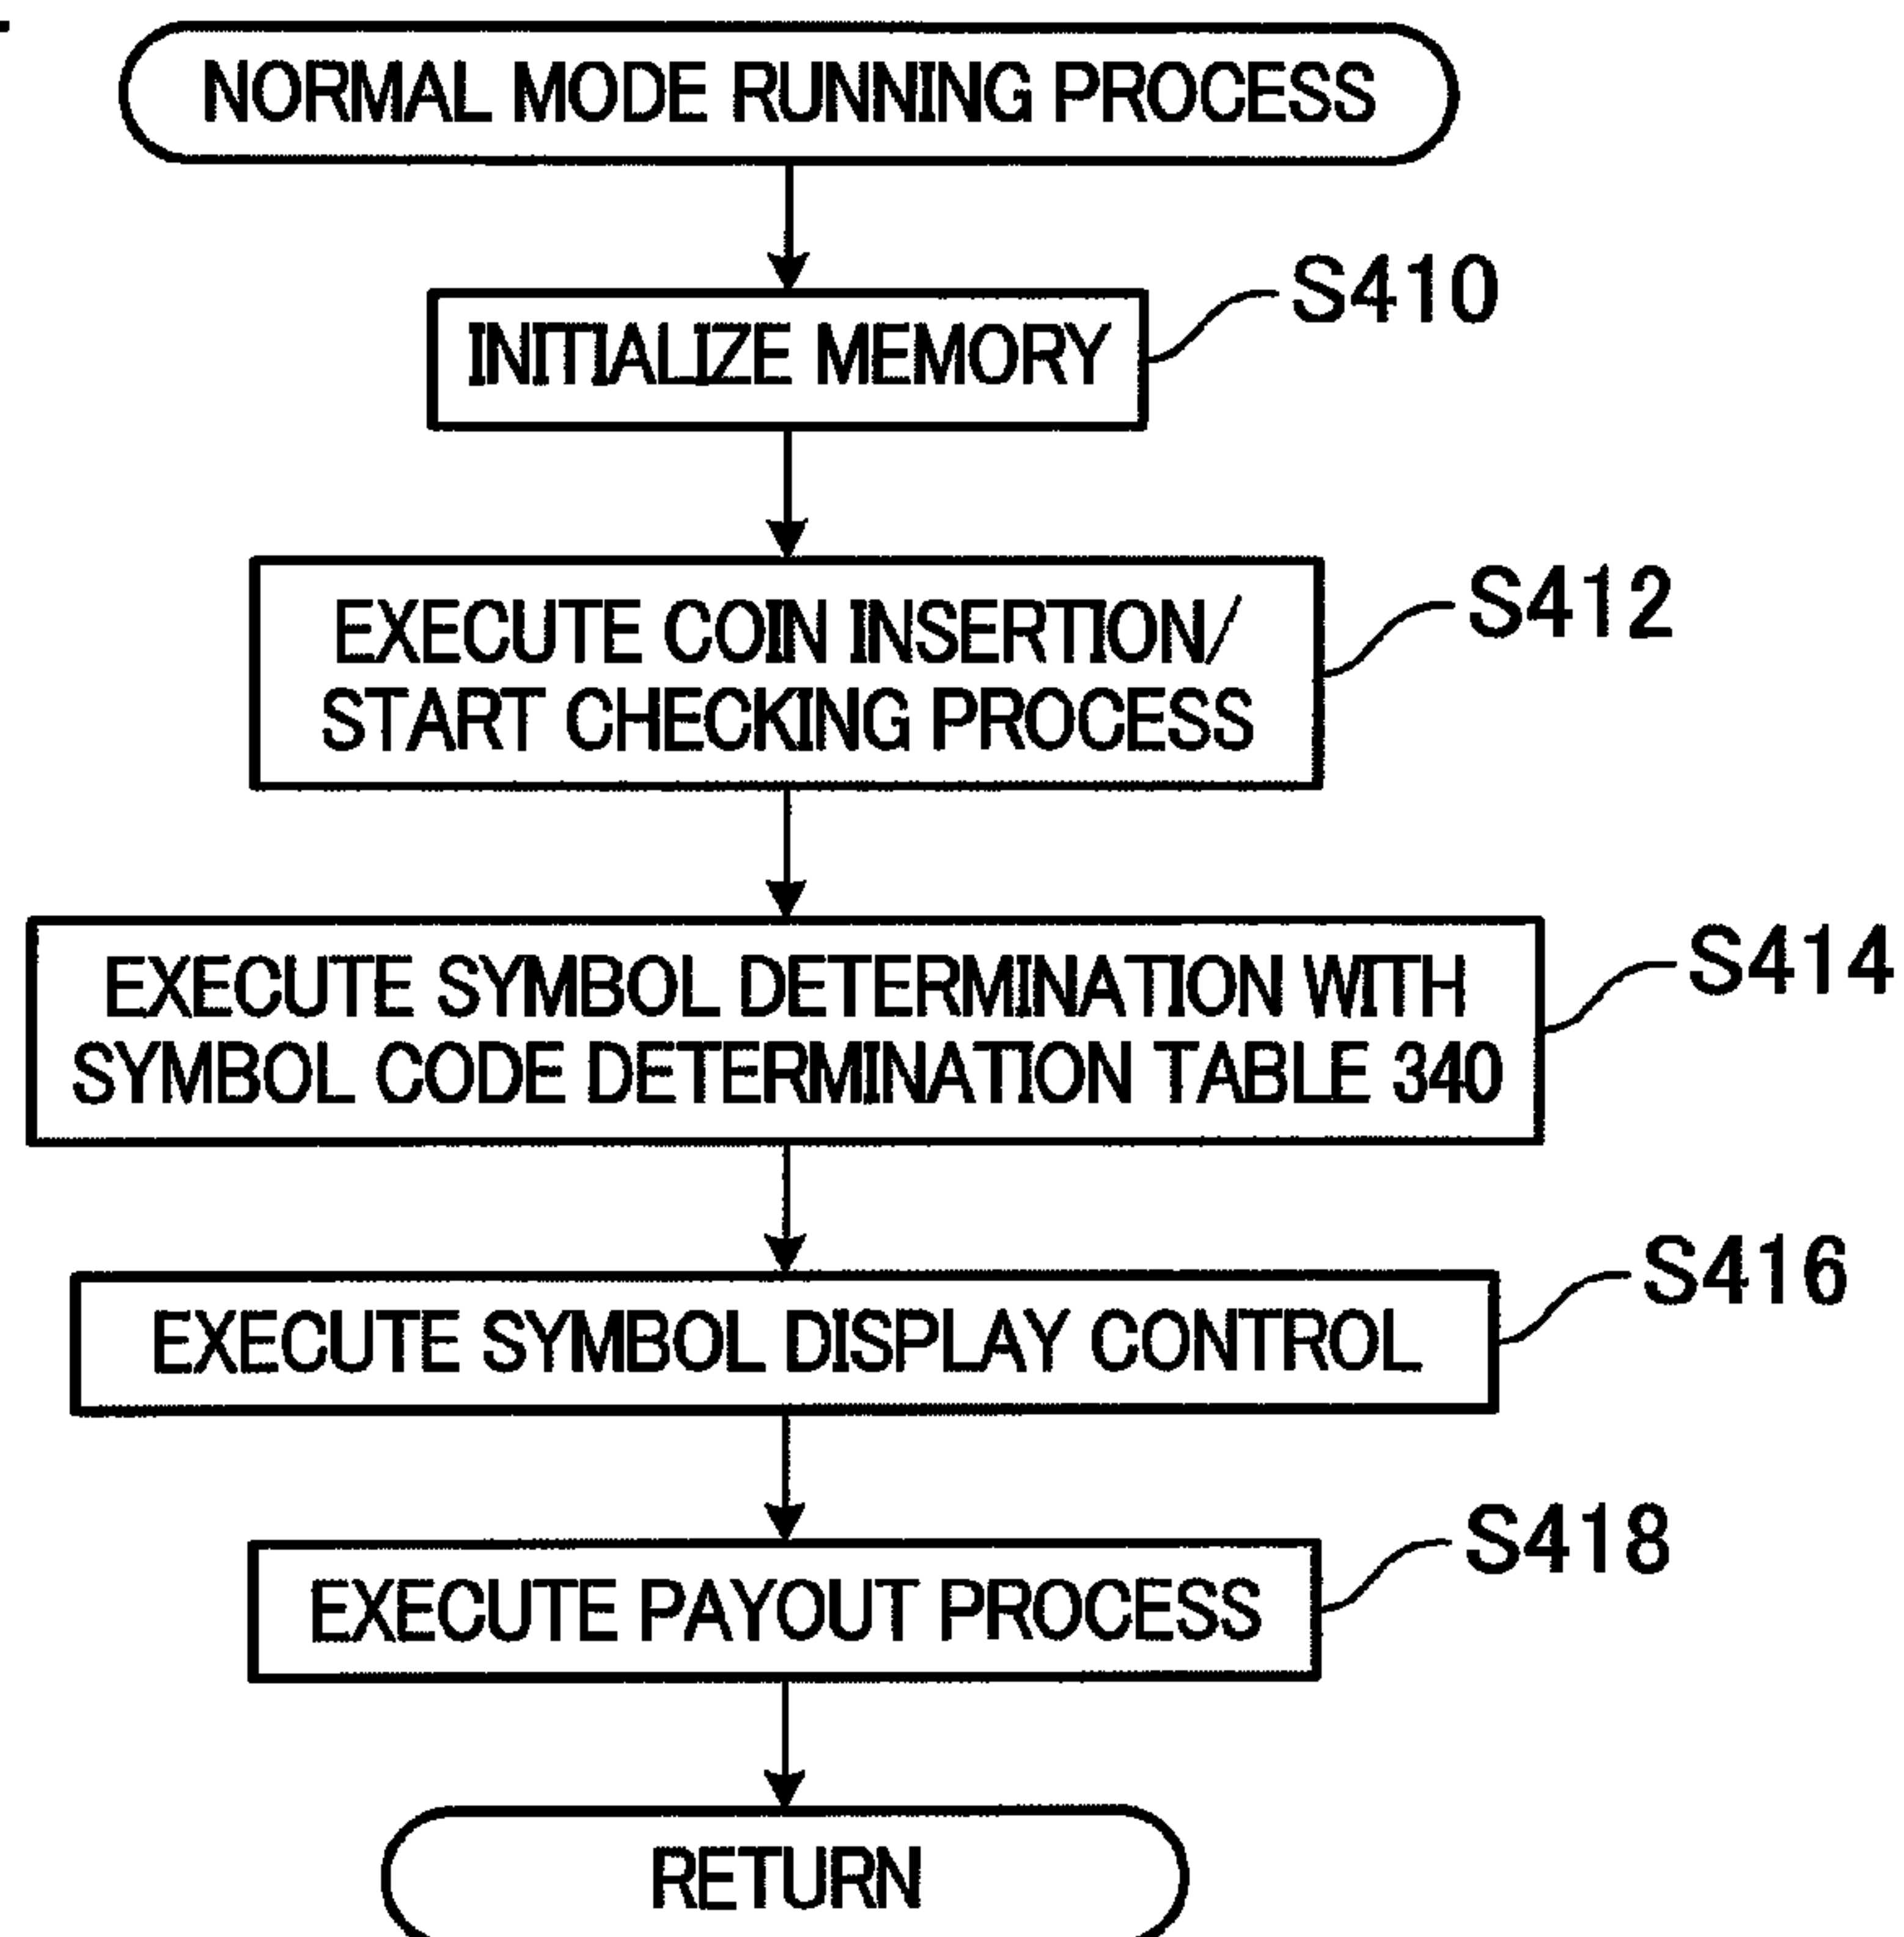 NORMAL MODE RUNNING PROCESS
INITIALIZE MEMORY
S410
EXECUTE COIN INSERTION/
START CHECKING PROCESS
S412
EXECUTE SYMBOL DETERMINATION WITH
SYMBOL CODE DETERMINATION TABLE 340
S414
EXECUTE SYMBOL DISPLAY CONTROL
S416
EXECUTE PAYOUT PROCESS
S418
RETURN